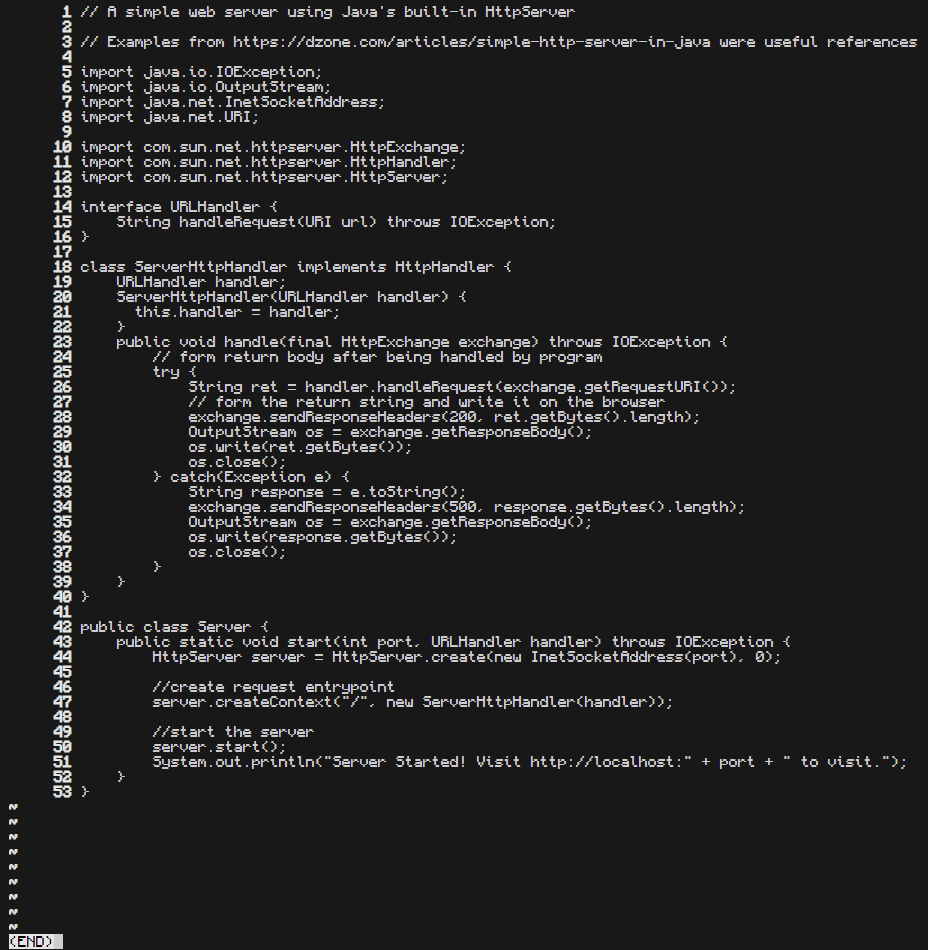 1 // A simple web server using Java's built-in HttpServer
2
3 // Examples from https://dzone.com/articles/simple-http-server-in-java were useful references
4
5 import java.io.IOException;
6 import java.io.OutputStream;
7 import java.net.InetSocketAddress;
8 import java.net.URI;
9
10 import com.sun.net.httpserver.HttpExchange;
11 import com.sun.net.httpserver.HttpHandler;
12 import com.sun.net.httpserver.HttpServer;
13
14 interface URLHandler {
15     String handleRequest(URI url) throws IOException;
16 }
17
18 class ServerHttpHandler implements HttpHandler {
19     URLHandler handler;
20     ServerHttpHandler(URLHandler handler) {
21       this.handler = handler;
22     }
23     public void handle(final HttpExchange exchange) throws IOException {
24         // form return body after being handled by program
25         try {
26             String ret = handler.handleRequest(exchange.getRequestURI());
27             // form the return string and write it on the browser
28             exchange.sendResponseHeaders(200, ret.getBytes().length);
29             OutputStream os = exchange.getResponseBody();
30             os.write(ret.getBytes());
31             os.close();
32         } catch(Exception e) {
33             String response = e.toString();
34             exchange.sendResponseHeaders(500, response.getBytes().length);
35             OutputStream os = exchange.getResponseBody();
36             os.write(response.getBytes());
37             os.close();
38         }
39     }
40 }
41
42 public class Server {
43     public static void start(int port, URLHandler handler) throws IOException {
44         HttpServer server = HttpServer.create(new InetSocketAddress(port), 0);
45
46         //create request entrypoint
47         server.createContext("/", new ServerHttpHandler(handler));
48
49         //start the server
50         server.start();
51         System.out.println("Server Started! Visit http://localhost:" + port + " to visit.");
52     }
53 }
~
~
~
~
~
~
~
~
~
(END)